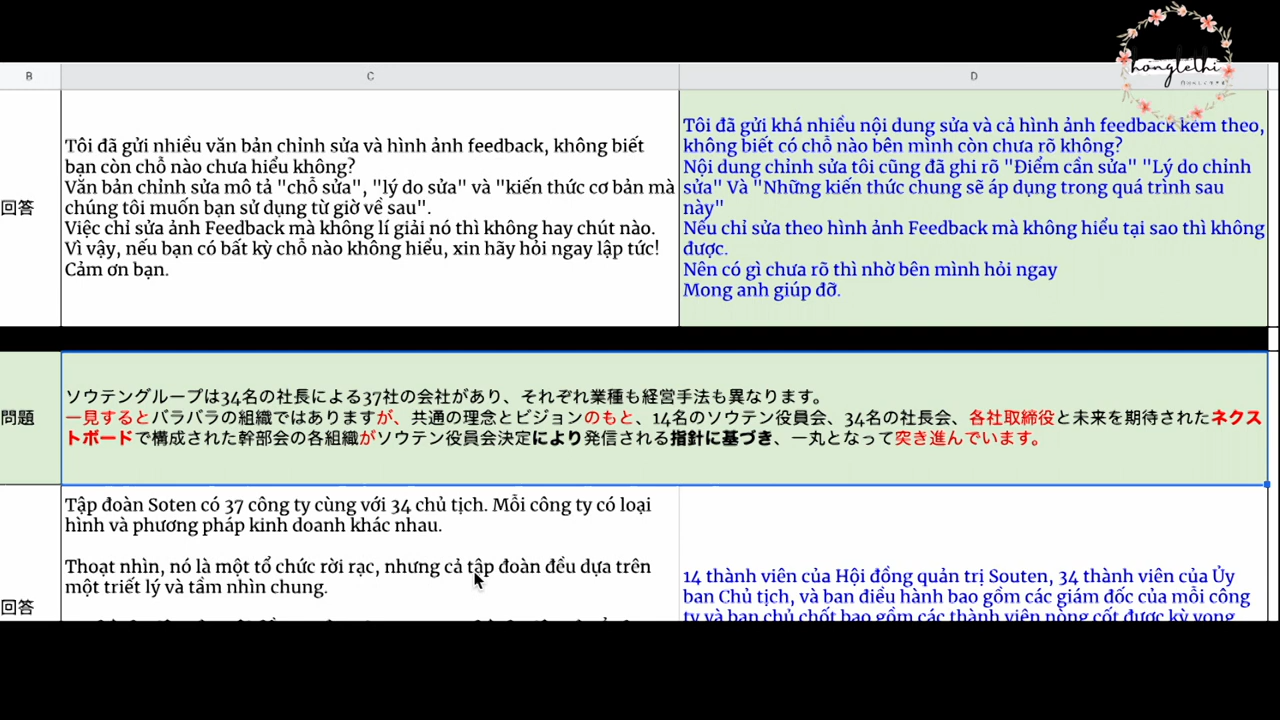 honglethi
B
C
D
回答
Tôi đã gửi nhiều văn bản chỉnh sửa và hình ảnh feedback, không biết
bạn còn chỗ nào chưa hiểu không?
Văn bản chỉnh sửa mô tả "chỗ sửa", "lý do sửa" và "kiến thức cơ bản mà
chúng tôi muốn bạn sử dụng từ giờ về sau".
Việc chỉ sửa ảnh Feedback mà không lí giải nó thì không hay chút nào.
Vì vậy, nếu bạn có bất kỳ chỗ nào không hiểu, xin hãy hỏi ngay lập tức!
Cảm ơn bạn.
Tôi đã gửi khá nhiều nội dung sửa và cả hình ảnh feedback kèm theo,
không biết có chỗ nào bên mình còn chưa rõ không?
Nội dung chỉnh sửa tôi cũng đã ghi rõ "Điểm cần sửa" "Lý do chỉnh
sửa" Và "Những kiến thức chung sẽ áp dụng trong quá trình sau
này"
Nếu chỉ sửa theo hình ảnh Feedback mà không hiểu tại sao thì không
được.
Nên có gì chưa rõ thì nhờ bên mình hỏi ngay
Mong anh giúp đỡ.
問題
ソウテングループは34名の社長による37社の会社があり、それぞれ業種も経営手法も異なります。
一見するとバラバラの組織ではありますが、共通の理念とビジョンのもと、14名のソウテン役員会、34名の社長会、各社取締役と未来を期待されたネクス
トボードで構成された幹部会の各組織がソウテン役員会決定により発信される指針に基づき、一丸となって突き進んでいます。
回答
Tập đoàn Soten có 37 công ty cùng với 34 chủ tịch. Mỗi công ty có loại
hình và phương pháp kinh doanh khác nhau.
Thoạt nhìn, nó là một tổ chức rời rạc, nhưng cả tập đoàn đều dựa trên
một triết lý và tầm nhìn chung.
14 thành viên của Hội đồng quản trị Souten, 34 thành viên của Ủy
ban Chủ tịch, và ban điều hành bao gồm các giám đốc của mỗi công
ty và ban chủ chốt bao gồm các thành viên nòng cốt được kỳ vọng